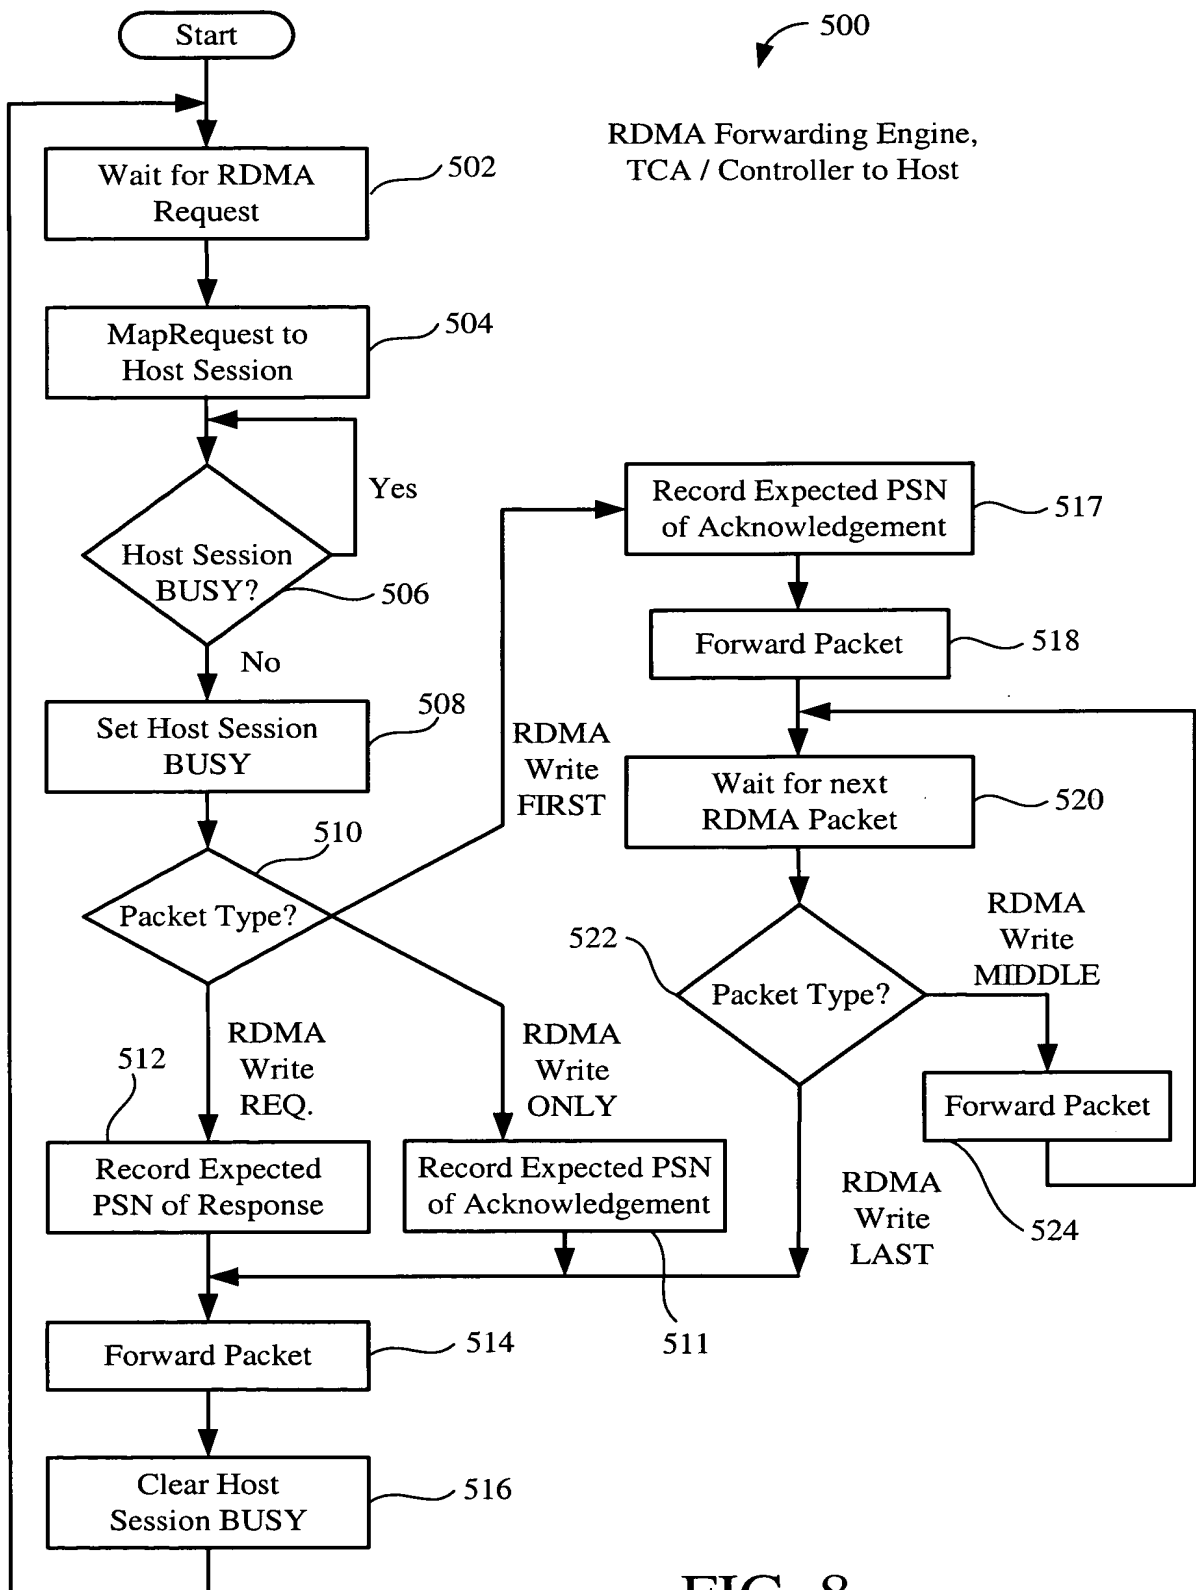 Start
500
RDMA Forwarding Engine,
TCA / Controller to Host
Wait for RDMA
Request
502
MapRequest to
Host Session
504
Yes
Host Session
BUSY?
506
No
Set Host Session
BUSY
508
Packet Type?
510
RDMA
Write
FIRST
RDMA
Write
REQ.
RDMA
Write
ONLY
512
Record Expected
PSN of Response
Record Expected PSN
of Acknowledgement
511
Forward Packet
514
Clear Host
Session BUSY
516
Record Expected PSN
of Acknowledgement
517
Forward Packet
518
Wait for next
RDMA Packet
520
522
Packet Type?
RDMA
Write
MIDDLE
Forward Packet
524
RDMA
Write
LAST
FIG. 8